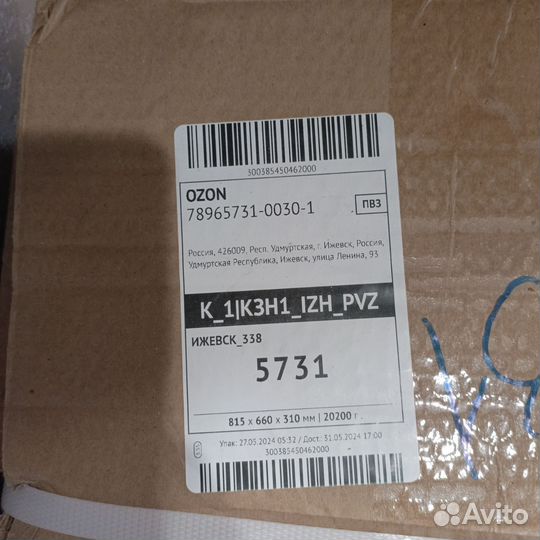 300385450462000
OZON
78965731-0030-1
ПВЗ
Россия, 426009, Респ. Удмуртская, г. Ижевск, Россия,
Удмуртская Республика, Ижевск, улица Ленина, 93
K_1|КЗН1_IZH_PVZ
ИЖЕВСК_338
5731
815 x 660 x 310 мм | 20200 г.
Упак: 27.05.2024 05:32 / Дост: 31.05.2024 17:00
300385450462000
Avito